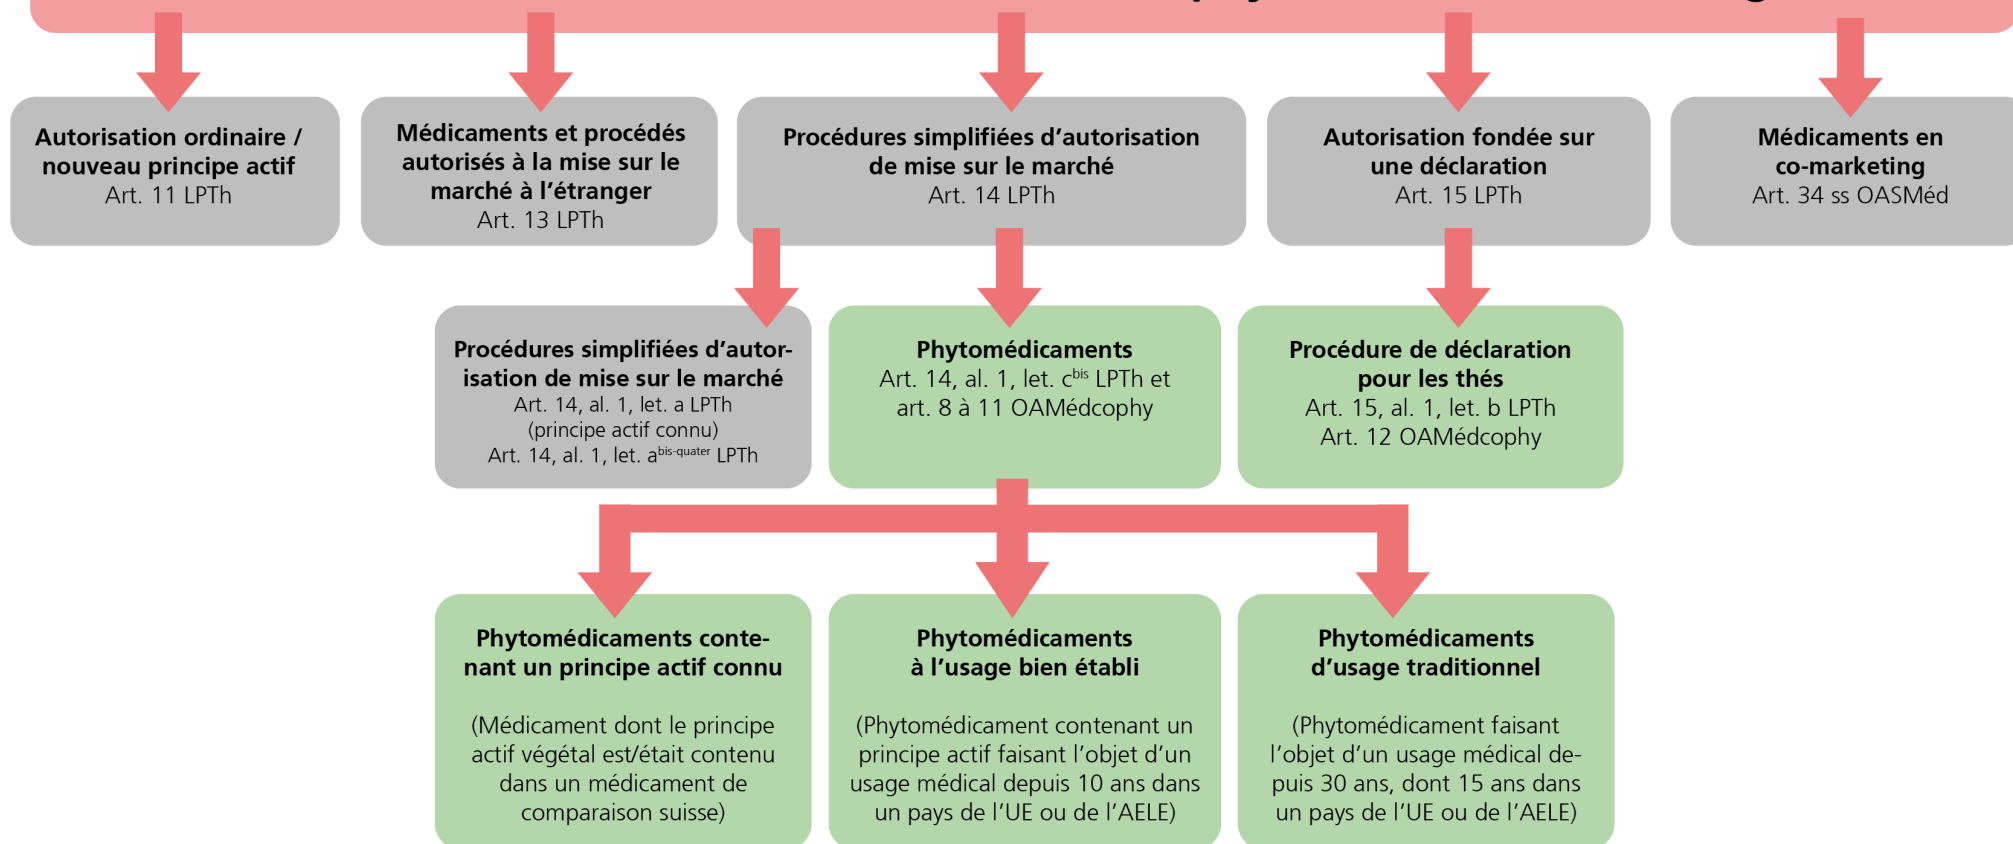 Autorisation ordinaire /
nouveau principe actif
Art. 11 LPTh
Médicaments et procédés
autorisés à la mise sur le
marché à l’étranger
Art. 13 LPTh
Procédures simplifiées d’autorisation
de mise sur le marché
Art. 14 LPTh
Autorisation fondée sur
une déclaration
Art. 15 LPTh
Médicaments en
co-marketing
Art. 34 ss OASMéd
Procédures simplifiées d’autor-
isation de mise sur le marché
Art. 14, al. 1, let. a LPTh
(principe actif connu)
Art. 14, al. 1, let. abis-quater LPTh
Phytomédicaments
Art. 14, al. 1, let. cbis LPTh et
art. 8 à 11 OAMédcophy
Procédure de déclaration
pour les thés
Art. 15, al. 1, let. b LPTh
Art. 12 OAMédcophy
Phytomédicaments conte-
nant un principe actif connu
(Médicament dont le principe
actif végétal est/était contenu
dans un médicament de
comparaison suisse)
Phytomédicaments
à l’usage bien établi
(Phytomédicament contenant un
principe actif faisant l’objet d’un
usage médical depuis 10 ans dans
un pays de l’UE ou de l’AELE)
Phytomédicaments
d’usage traditionnel
(Phytomédicament faisant
l’objet d’un usage médical de-
puis 30 ans, dont 15 ans dans
un pays de l’UE ou de l’AELE)